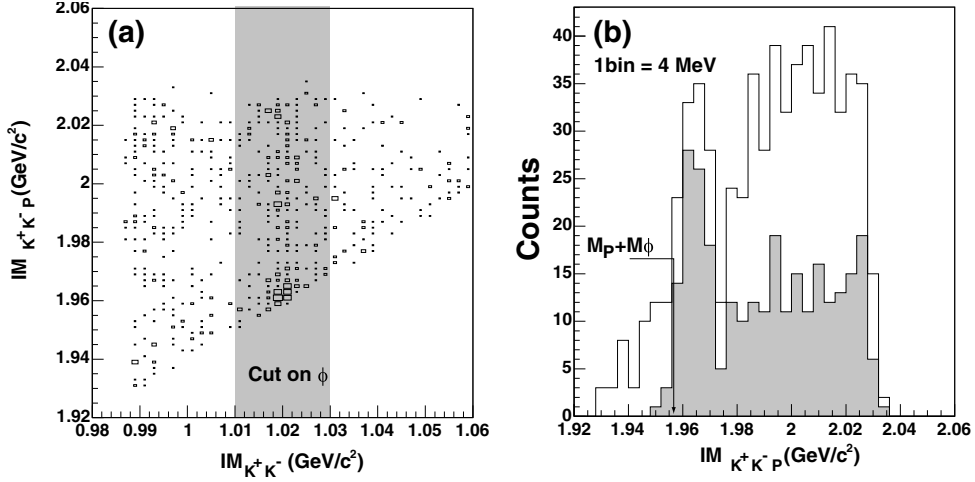 (a)
2.06
2.04
2.02
2
1.98
1.96
1.94
1.92
IM K+K- P(GeV/c²)
Cut on ϕ
0.98 0.99 1 1.01 1.02 1.03 1.04 1.05 1.06
IM K+K- (GeV/c²)
(b)
1bin = 4 MeV
40
35
30
25
20
15
10
5
0
Counts
MP+Mϕ
1.92 1.94 1.96 1.98 2 2.02 2.04 2.06
IM K+K- P(GeV/c²)